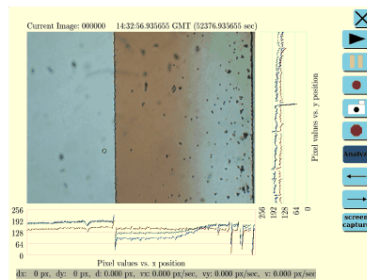 Current Image: 000000 14:32:56.935655 GMT (52376.935655 sec)
Pixel values vs. y position
256
192
128
64
0
256
192
128
64
0
Analyze
screen
capture
Pixel values vs. x position
dx: 0 px, dy: 0 px, d: 0.000 px, vx: 0.000 px/sec, vy: 0.000 px/sec, v: 0.000 px/sec